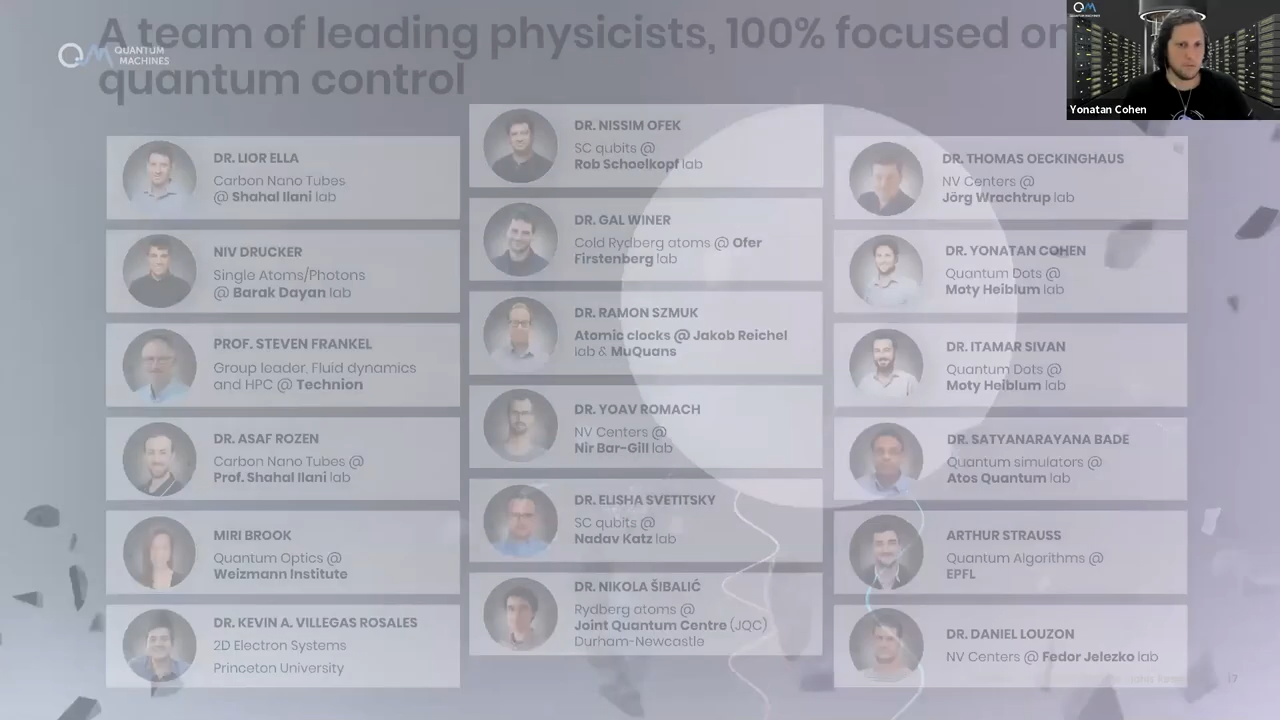 A team of leading physicists, 100% focused on
quantum control
QM QUANTUM
MACHINES
QM
Yonatan Cohen
DR. LIOR ELLA
Carbon Nano Tubes
@ Shahal Ilani lab
NIV DRUCKER
Single Atoms/Photons
@ Barak Dayan lab
PROF. STEVEN FRANKEL
Group leader, Fluid dynamics
and HPC @ Technion
DR. ASAF ROZEN
Carbon Nano Tubes @
Prof. Shahal Ilani lab
MIRI BROOK
Quantum Optics @
Weizmann Institute
DR. KEVIN A. VILLEGAS ROSALES
2D Electron Systems
Princeton University
DR. NISSIM OFEK
SC qubits @
Rob Schoelkopf lab
DR. GAL WINER
Cold Rydberg atoms @ Ofer
Firstenberg lab
DR. RAMON SZMUK
Atomic clocks @ Jakob Reichel
lab & MuQuans
DR. YOAV ROMACH
NV Centers @
Nir Bar-Gill lab
DR. ELISHA SVETITSKY
SC qubits @
Nadav Katz lab
DR. NIKOLA ŠIBALIĆ
Rydberg atoms @
Joint Quantum Centre (JQC)
Durham-Newcastle
DR. THOMAS OECKINGHAUS
NV Centers @
Jörg Wrachtrup lab
DR. YONATAN COHEN
Quantum Dots @
Moty Heiblum lab
DR. ITAMAR SIVAN
Quantum Dots @
Moty Heiblum lab
DR. SATYANARAYANA BADE
Quantum simulators @
Atos Quantum lab
ARTHUR STRAUSS
Quantum Algorithms @
EPFL
DR. DANIEL LOUZON
NV Centers @ Fedor Jelezko lab